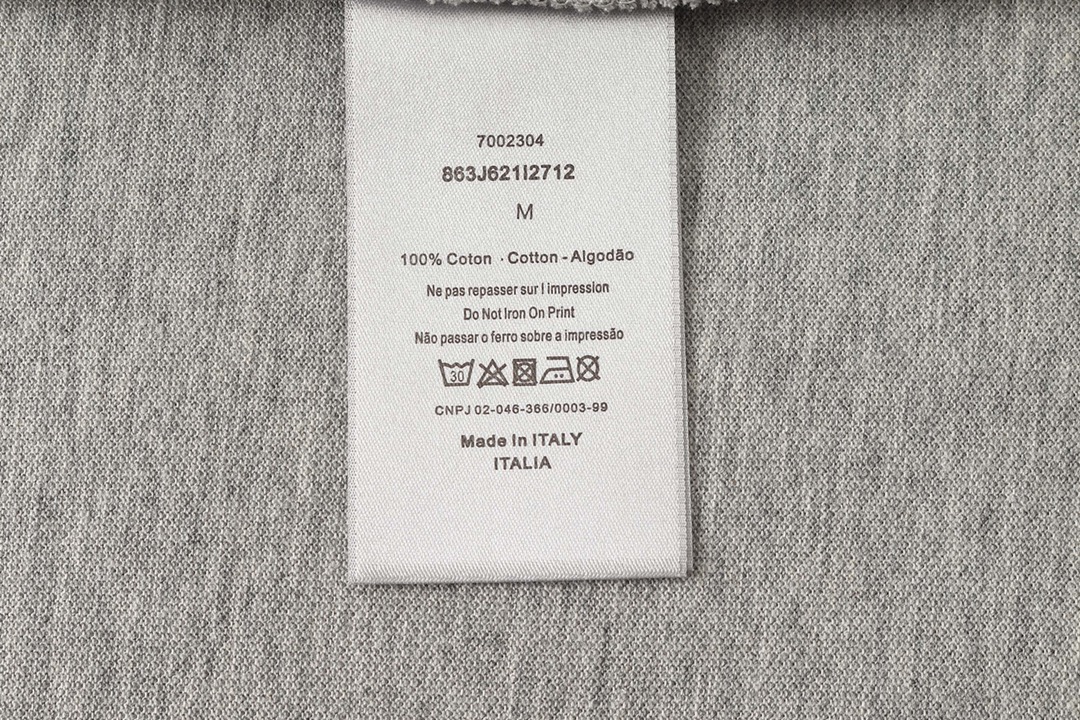 7002304
863J621I2712
M
100% Coton · Cotton - Algodão
Ne pas repasser sur l impression
Do Not Iron On Print
Não passar o ferro sobre a impressão
30
CNPJ 02-046-366/0003-99
Made In ITALY
ITALIA